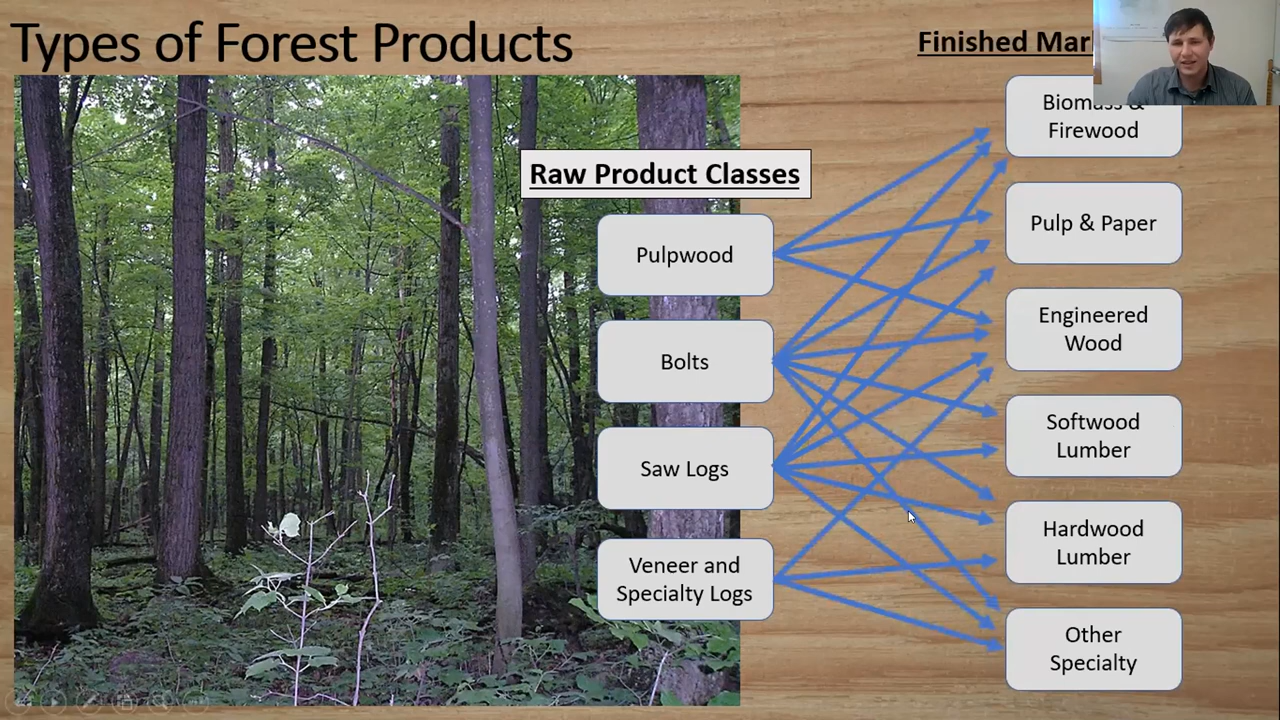 Types of Forest Products
Finished Mar
Raw Product Classes
Pulpwood
Bolts
Saw Logs
Veneer and
Specialty Logs
Biomass &
Firewood
Pulp & Paper
Engineered
Wood
Softwood
Lumber
Hardwood
Lumber
Other
Specialty